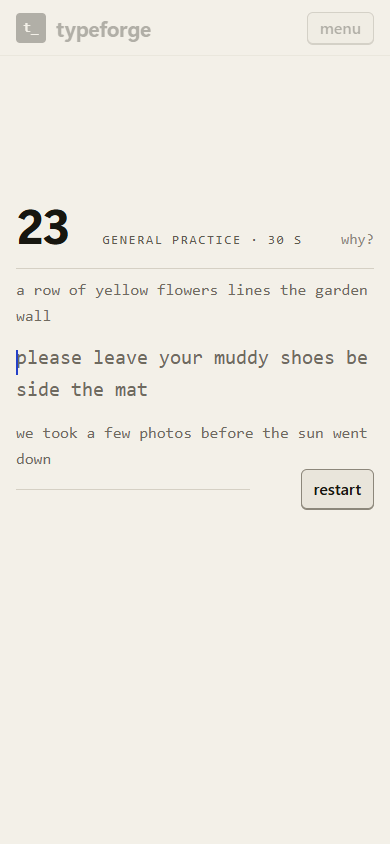 t_ typeforge menu
23 GENERAL PRACTICE · 30 S why?
a row of yellow flowers lines the garden
wall
please leave your muddy shoes be
side the mat
we took a few photos before the sun went
down
restart